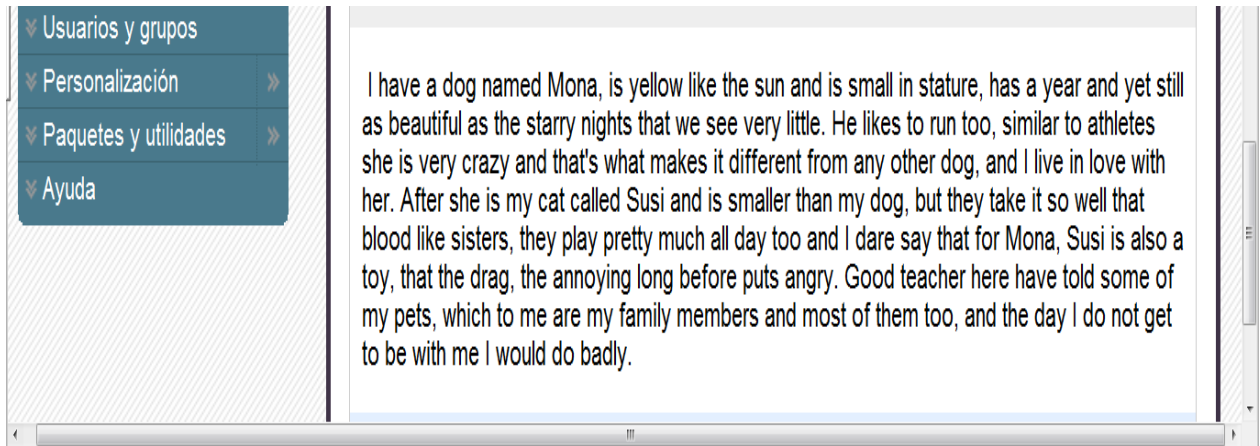 Usuarios y grupos
Personalización
Paquetes y utilidades
Ayuda
I have a dog named Mona, is yellow like the sun and is small in stature, has a year and yet still
as beautiful as the starry nights that we see very little. He likes to run too, similar to athletes
she is very crazy and that's what makes it different from any other dog, and I live in love with
her. After she is my cat called Susi and is smaller than my dog, but they take it so well that
blood like sisters, they play pretty much all day too and I dare say that for Mona, Susi is also a
toy, that the drag, the annoying long before puts angry. Good teacher here have told some of
my pets, which to me are my family members and most of them too, and the day I do not get
to be with me I would do badly.